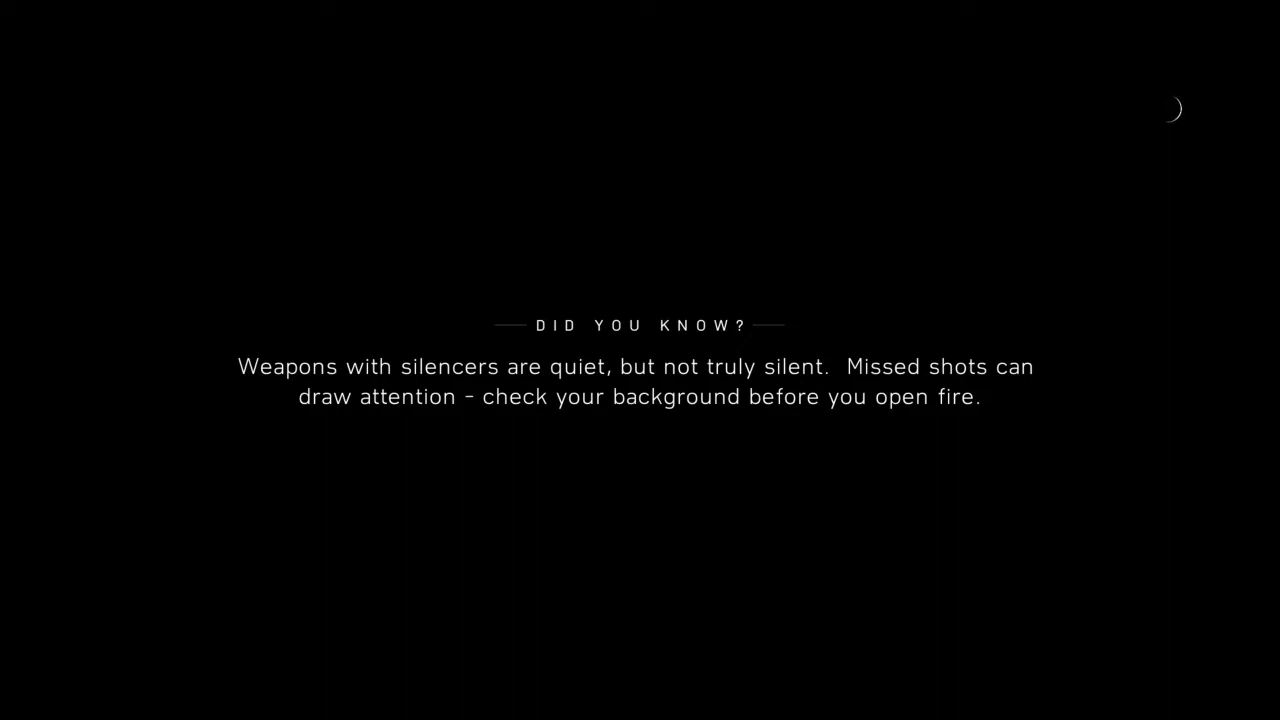 DID YOU KNOW?
Weapons with silencers are quiet, but not truly silent.  Missed shots can
draw attention - check your background before you open fire.